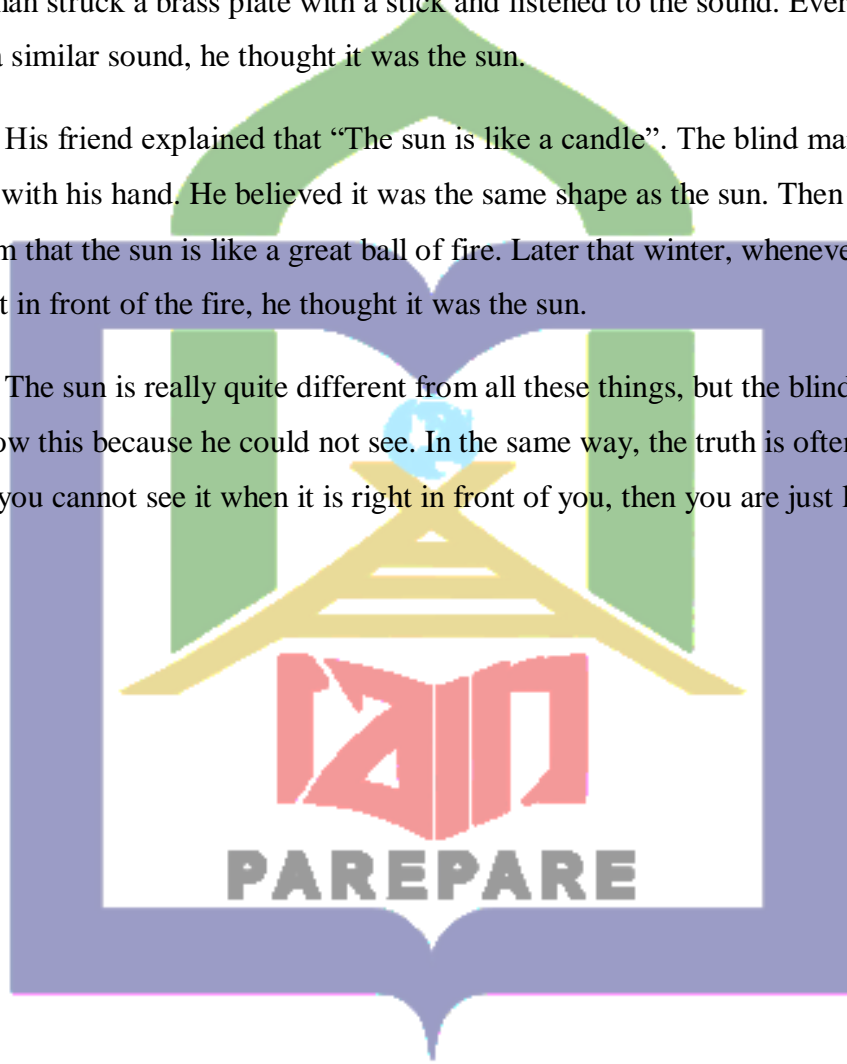 man struck a brass plate with a stick and listened to the sound. Ever
a similar sound, he thought it was the sun.
His friend explained that “The sun is like a candle”. The blind ma
with his hand. He believed it was the same shape as the sun. Then
m that the sun is like a great ball of fire. Later that winter, wheneve
t in front of the fire, he thought it was the sun.
The sun is really quite different from all these things, but the blind
ow this because he could not see. In the same way, the truth is ofter
you cannot see it when it is right in front of you, then you are just l
iain
PAREPARE